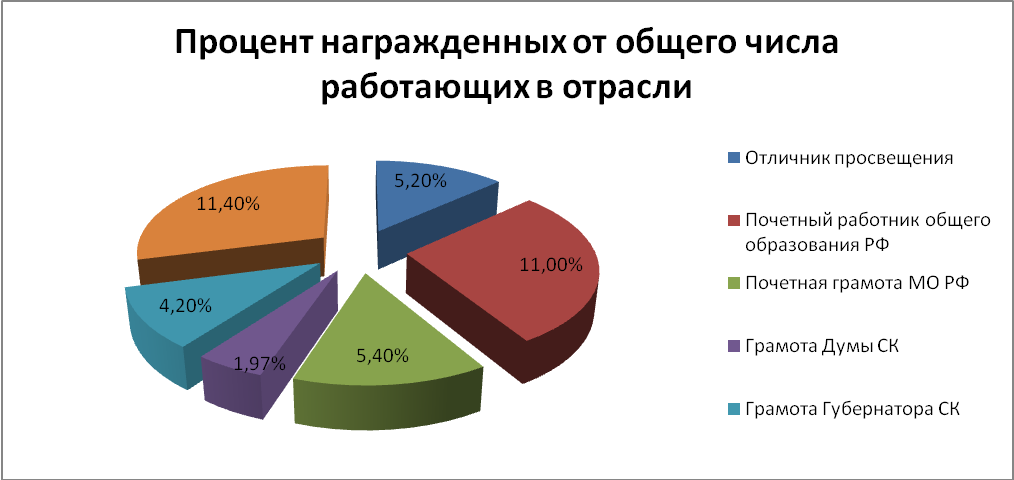 Процент награжденных от общего числа
работающих в отрасли
5,20%
11,00%
5,40%
1,97%
4,20%
11,40%
Отличник просвещения
Почетный работник общего
образования РФ
Почетная грамота МО РФ
Грамота Думы СК
Грамота Губернатора СК